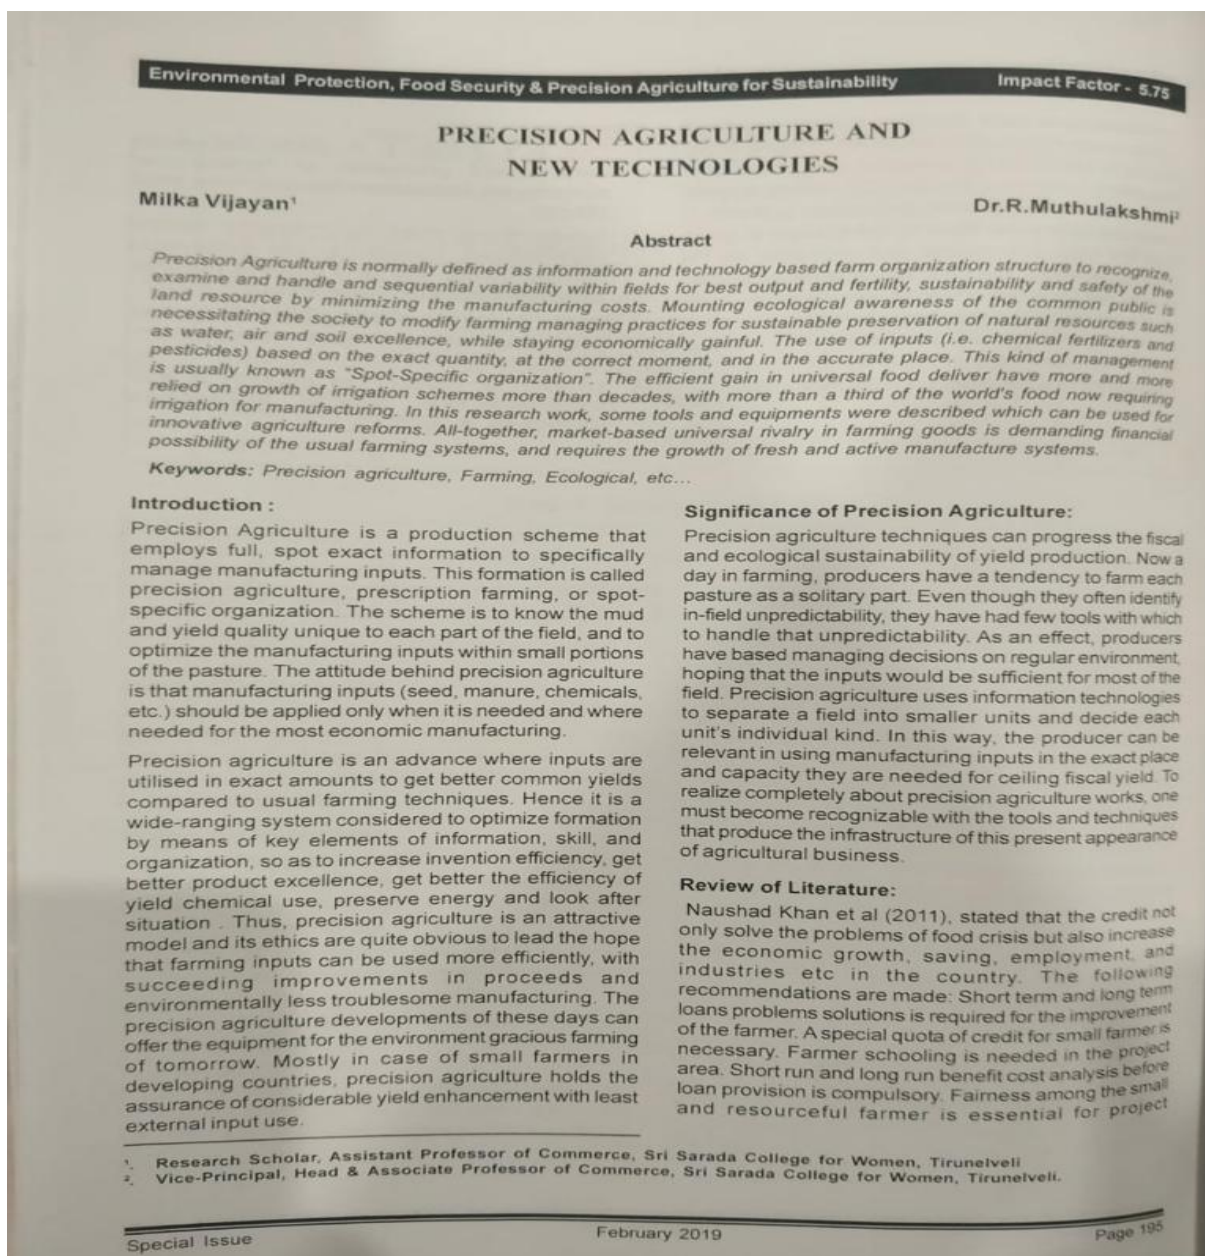 Environmental Protection, Food Security & Precision Agriculture for Sustainability Impact Factor - 5.75
PRECISION AGRICULTURE AND
NEW TECHNOLOGIES
Milka Vijayan¹ Dr.R.Muthulakshmi²
Abstract
Precision Agriculture is normally defined as information and technology based farm organization structure to recognize,
examine and handle and sequential variability within fields for best output and fertility, sustainability and safety of the
land resource by minimizing the manufacturing costs. Mounting ecological awareness of the common public is
necessitating the society to modify farming managing practices for sustainable preservation of natural resources such
as water, air and soil excellence, while staying economically gainful. The use of inputs (i.e. chemical fertilizers and
pesticides) based on the exact quantity, at the correct moment, and in the accurate place. This kind of management
is usually known as “Spot-Specific organization”. The efficient gain in universal food deliver have more and more
relied on growth of irrigation schemes more than decades, with more than a third of the world's food now requiring
irrigation for manufacturing. In this research work, some tools and equipments were described which can be used for
innovative agriculture reforms. All-together, market-based universal rivalry in farming goods is demanding financial
possibility of the usual farming systems, and requires the growth of fresh and active manufacture systems.
Keywords: Precision agriculture, Farming, Ecological, etc...
Introduction :
Precision Agriculture is a production scheme that
employs full, spot exact information to specifically
manage manufacturing inputs. This formation is called
precision agriculture, prescription farming, or spot-
specific organization. The scheme is to know the mud
and yield quality unique to each part of the field, and to
optimize the manufacturing inputs within small portions
of the pasture. The attitude behind precision agriculture
is that manufacturing inputs (seed, manure, chemicals,
etc.) should be applied only when it is needed and where
needed for the most economic manufacturing.
Precision agriculture is an advance where inputs are
utilised in exact amounts to get better common yields
compared to usual farming techniques. Hence it is a
wide-ranging system considered to optimize formation
by means of key elements of information, skill, and
organization, so as to increase invention efficiency, get
better product excellence, get better the efficiency of
yield chemical use, preserve energy and look after
situation . Thus, precision agriculture is an attractive
model and its ethics are quite obvious to lead the hope
that farming inputs can be used more efficiently, with
succeeding improvements in proceeds and
environmentally less troublesome manufacturing. The
precision agriculture developments of these days can
offer the equipment for the environment gracious farming
of tomorrow. Mostly in case of small farmers in
developing countries, precision agriculture holds the
assurance of considerable yield enhancement with least
external input use.
Significance of Precision Agriculture:
Precision agriculture techniques can progress the fiscal
and ecological sustainability of yield production. Now a
day in farming, producers have a tendency to farm each
pasture as a solitary part. Even though they often identify
in-field unpredictability, they have had few tools with which
to handle that unpredictability. As an effect, producers
have based managing decisions on regular environment,
hoping that the inputs would be sufficient for most of the
field. Precision agriculture uses information technologies
to separate a field into smaller units and decide each
unit's individual kind. In this way, the producer can be
relevant in using manufacturing inputs in the exact place
and capacity they are needed for ceiling fiscal yield. To
realize completely about precision agriculture works, one
must become recognizable with the tools and techniques
that produce the infrastructure of this present appearance
of agricultural business.
Review of Literature:
Naushad Khan et al (2011), stated that the credit not
only solve the problems of food crisis but also increase
the economic growth, saving, employment, and
industries etc in the country. The following
recommendations are made: Short term and long term
loans problems solutions is required for the improvement
of the farmer. A special quota of credit for small farmer is
necessary. Farmer schooling is needed in the project
area. Short run and long run benefit cost analysis before
loan provision is compulsory. Fairness among the small
and resourceful farmer is essential for project
¹. Research Scholar, Assistant Professor of Commerce, Sri Sarada College for Women, Tirunelveli
². Vice-Principal, Head & Associate Professor of Commerce, Sri Sarada College for Women, Tirunelveli.
Special Issue February 2019 Page 195